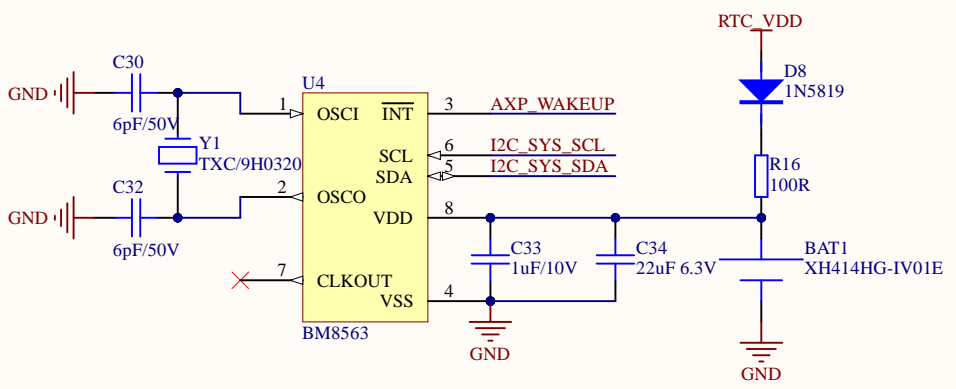 RTC_VDD
C30
GND
6pF/50V
U4
D8
1N5819
1
OSCI
INT
3
AXP_WAKEUP
Y1
TXC/9H0320
SCL
6
I2C_SYS_SCL
SDA
5
I2C_SYS_SDA
R16
100R
C32
GND
6pF/50V
2
OSCO
VDD
8
C33
1uF/10V
C34
22uF 6.3V
BAT1
XH414HG-IV01E
7
CLKOUT
VSS
4
BM8563
GND
GND